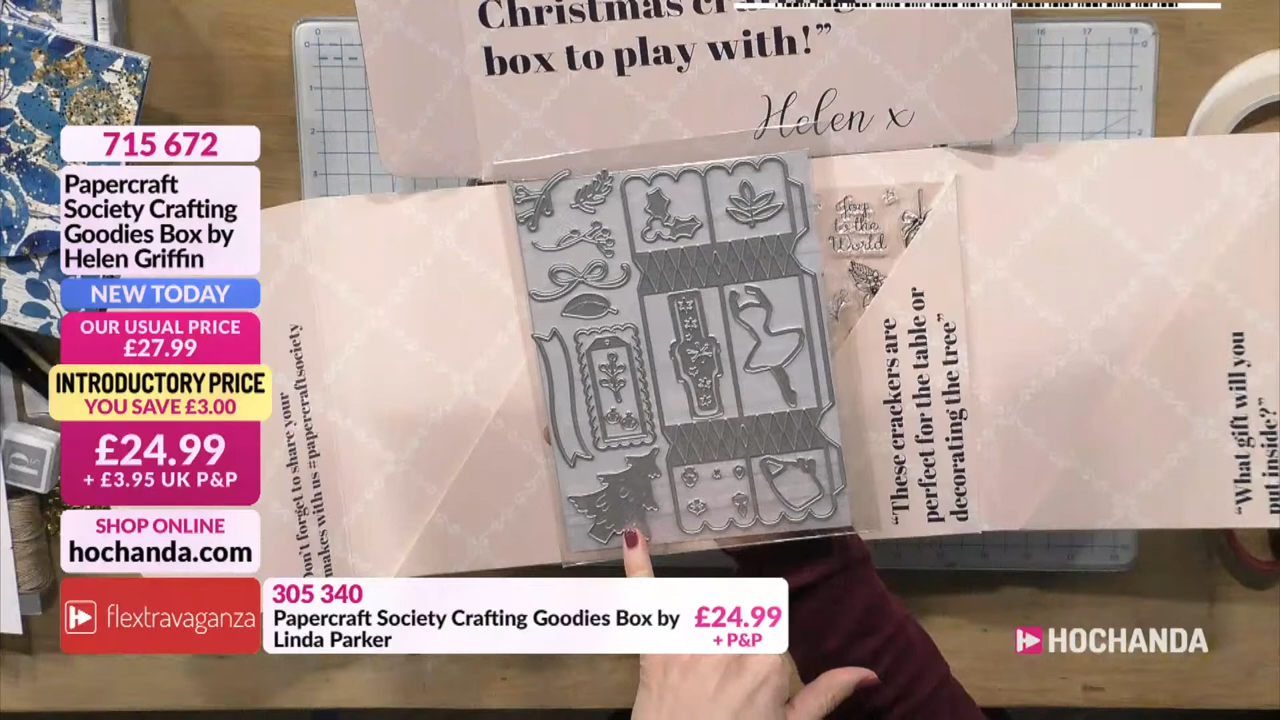 Christmas
box to play with!”
Helen x
715 672
Papercraft
Society Crafting
Goodies Box by
Helen Griffin
NEW TODAY
OUR USUAL PRICE
£27.99
INTRODUCTORY PRICE
YOU SAVE £3.00
£24.99
+ £3.95 UK P&P
SHOP ONLINE
hochanda.com
flextravaganza
305 340
Papercraft Society Crafting Goodies Box by
Linda Parker
£24.99
+ P&P
HOCHANDA
Don't forget to share your
makes with us #papercraftsociety
Joy
to the
World
“These crackers are
perfect for the table or
decorating the tree”
“What gift will you
put inside?”
16 17 18